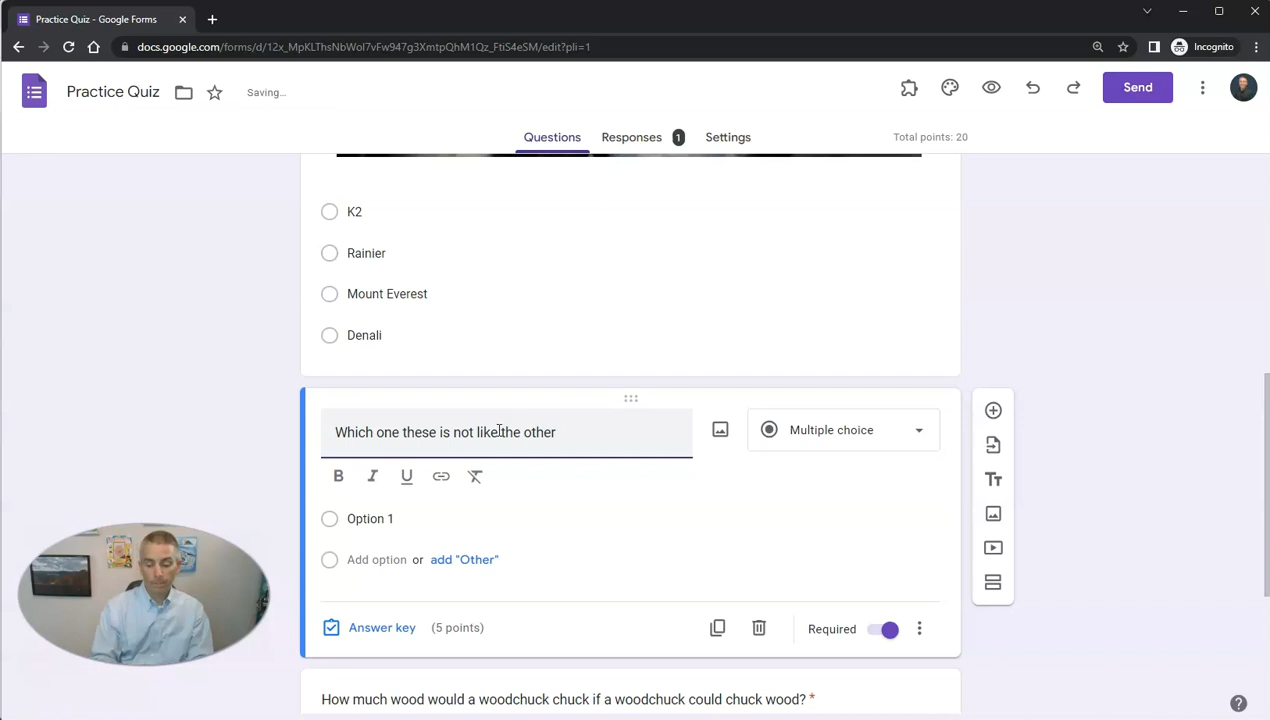 Practice Quiz - Google Forms
docs.google.com/forms/d/12x_MpKLThsNbWoI7vFw947g3XmtpQhM1Qz_FtiS4eSM/edit?pli=1
Incognito
Practice Quiz
Saving...
Send
Questions
Responses
1
Settings
Total points: 20
K2
Rainier
Mount Everest
Denali
Which one these is not like the other
Multiple choice
B I U
Option 1
Add option or add "Other"
Answer key (5 points)
Required
How much wood would a woodchuck chuck if a woodchuck could chuck wood? *